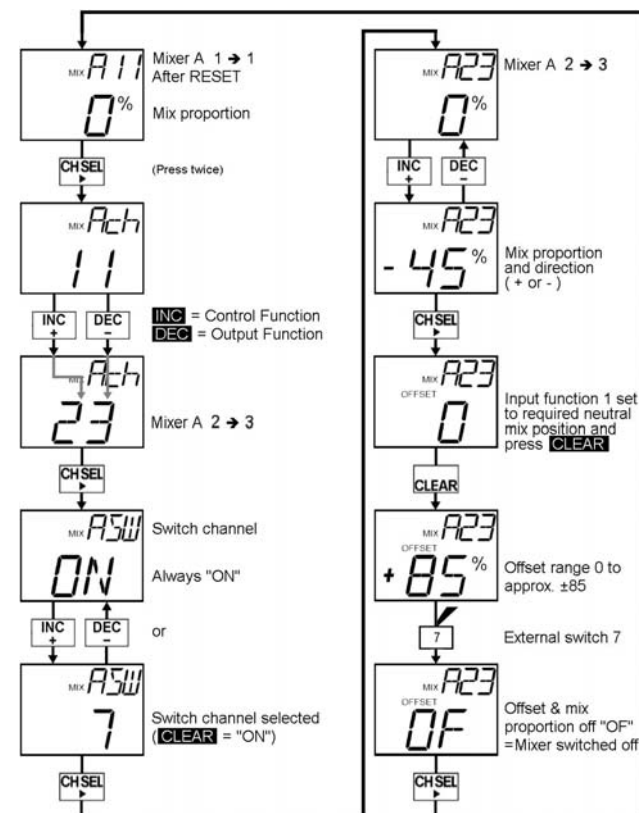 MIX A11
0%
Mixer A 1 → 1
After RESET
Mix proportion
CH SEL
(Press twice)
MIX Ach
11
INC
+
DEC
–
INC = Control Function
DEC = Output Function
MIX Ach
23
Mixer A 2 → 3
CH SEL
MIX ASW
ON
Switch channel
Always "ON"
INC
+
DEC
–
or
MIX ASW
7
Switch channel selected
(CLEAR = "ON")
CH SEL
MIX A23
0%
Mixer A 2 → 3
INC
+
DEC
–
MIX A23
-45%
Mix proportion
and direction
( + or - )
CH SEL
MIX A23
OFFSET
0
Input function 1 set
to required neutral
mix position and
press CLEAR
CLEAR
MIX A23
OFFSET
+85%
Offset range 0 to
approx. ±85
7
External switch 7
MIX A23
OFFSET
OF
Offset & mix
proportion off "OF"
=Mixer switched off
CH SEL